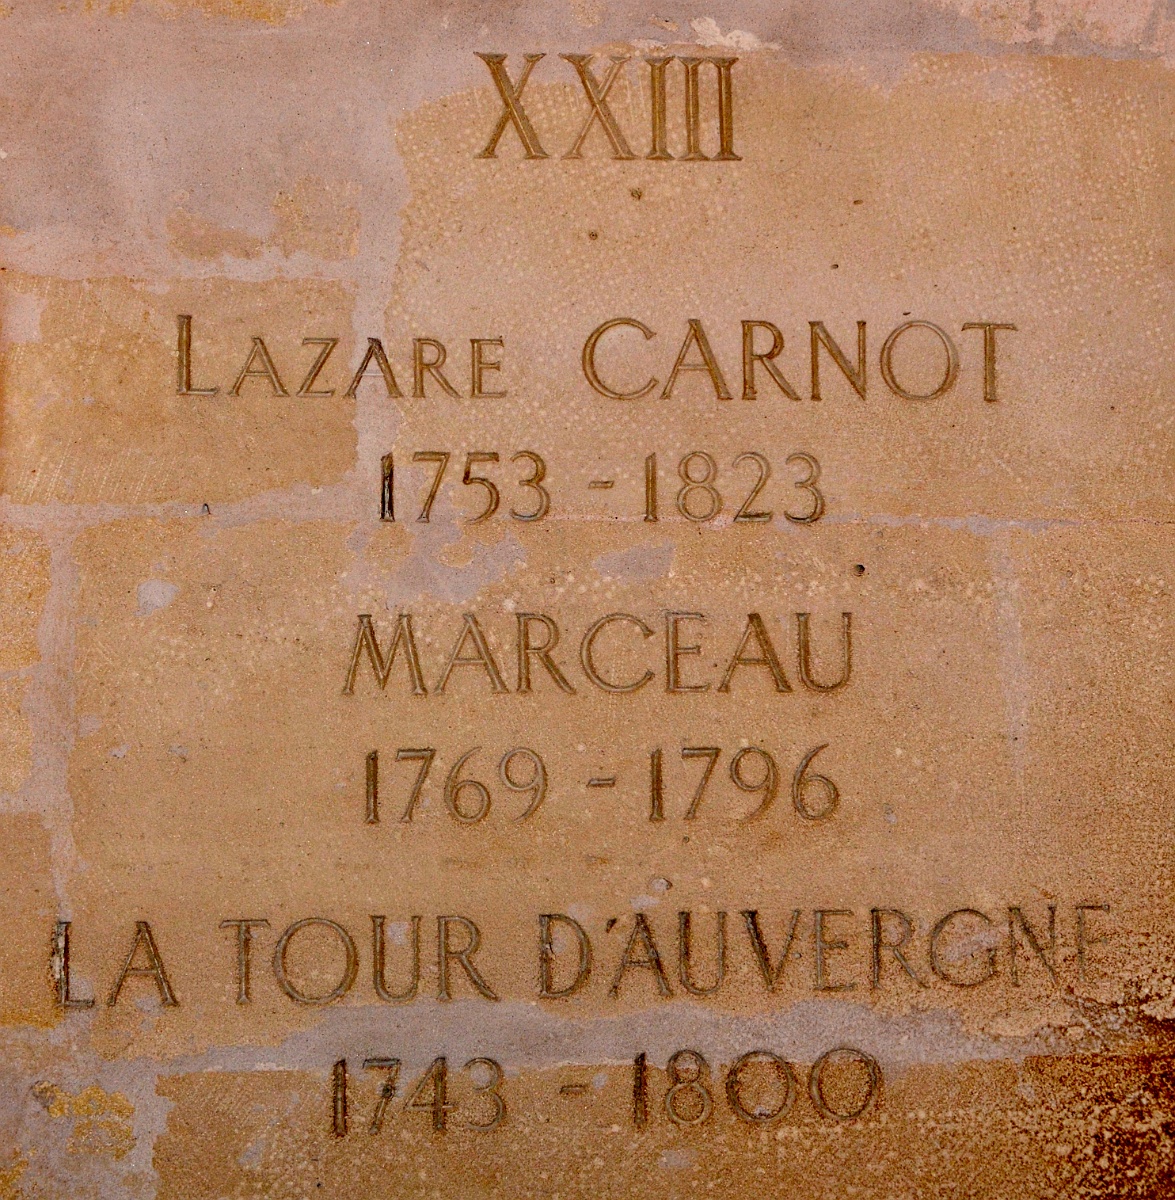 XXIII
LAZARE CARNOT
1753 - 1823
MARCEAU
1769 - 1796
LA TOUR D'AUVERGNE
1743 - 1800